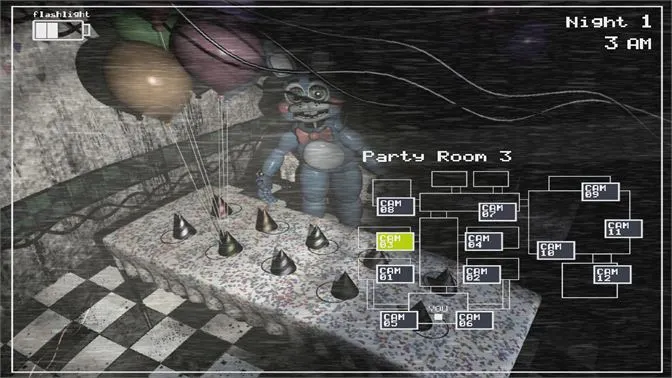 flashlight
Night 1
3 AM
Party Room 3
CAM
09
CAM
08
CAM
07
CAM
11
CAM
03
CAM
04
CAM
10
CAM
01
CAM
02
CAM
12
YOU
CAM
05
CAM
06